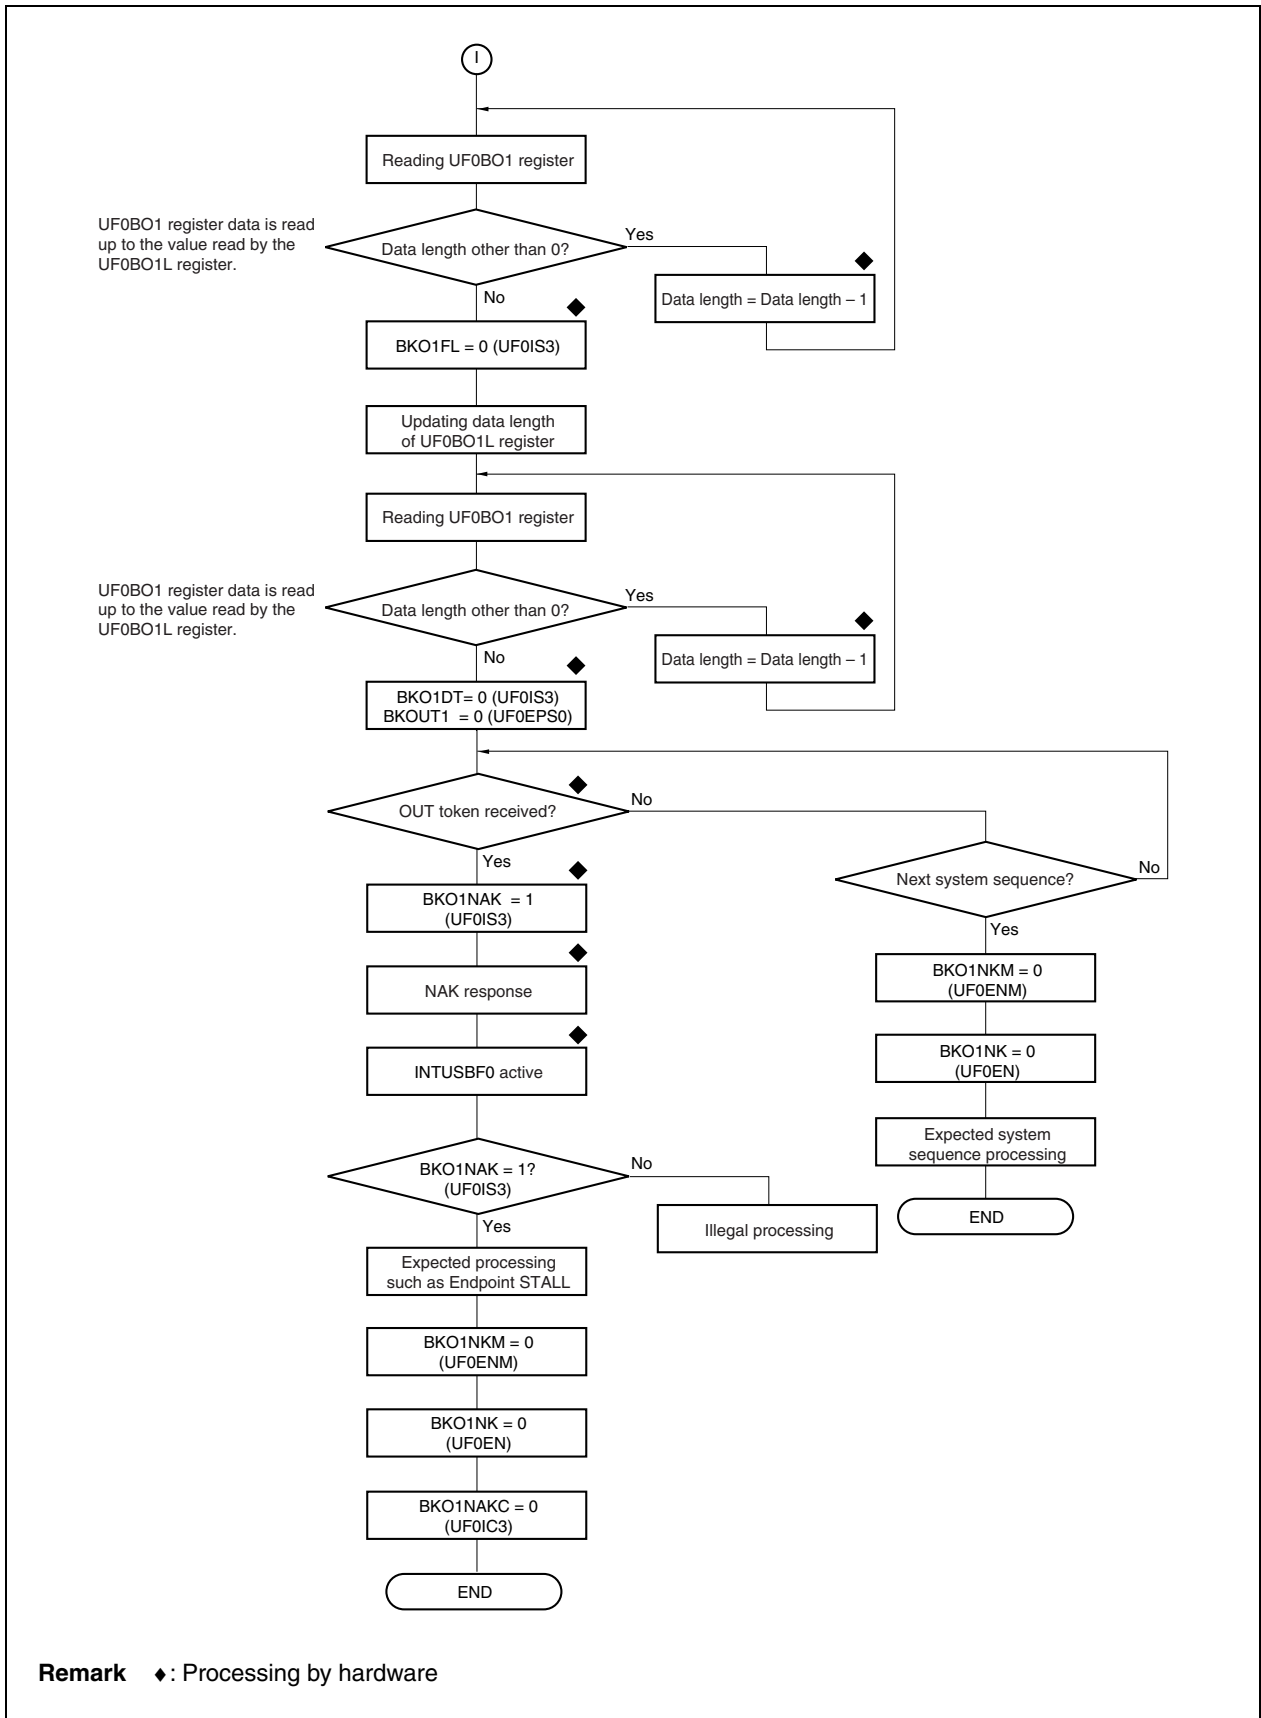 I
Reading UF0BO1 register
UF0BO1 register data is read
up to the value read by the
UF0BO1L register.
Data length other than 0?
Yes
Data length = Data length – 1
No
BKO1FL = 0 (UF0IS3)
Updating data length
of UF0BO1L register
Reading UF0BO1 register
UF0BO1 register data is read
up to the value read by the
UF0BO1L register.
Data length other than 0?
Yes
Data length = Data length – 1
No
BKO1DT= 0 (UF0IS3)
BKOUT1 = 0 (UF0EPS0)
OUT token received?
No
Yes
Next system sequence?
No
Yes
BKO1NAK = 1
(UF0IS3)
NAK response
INTUSBF0 active
BKO1NKM = 0
(UF0ENM)
BKO1NK = 0
(UF0EN)
Expected system
sequence processing
END
BKO1NAK = 1?
(UF0IS3)
No
Illegal processing
Yes
Expected processing
such as Endpoint STALL
BKO1NKM = 0
(UF0ENM)
BKO1NK = 0
(UF0EN)
BKO1NAKC = 0
(UF0IC3)
END
Remark ♦: Processing by hardware